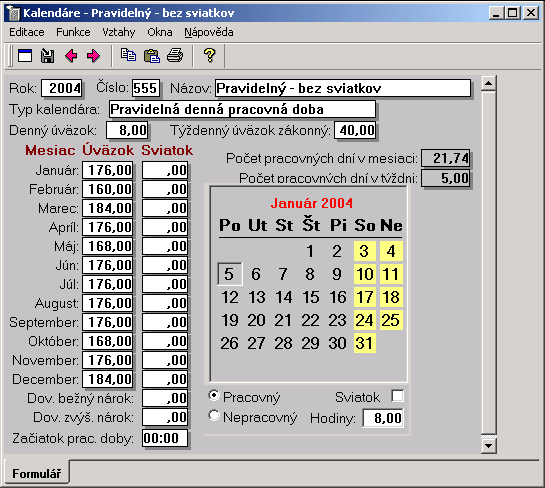 Kalendáre - Pravidelný - bez sviatkov
Editace Funkce Vztahy Okna Nápověda
Rok: 2004 Číslo: 555 Názov: Pravidelný - bez sviatkov
Typ kalendára: Pravidelná denná pracovná doba
Denný úväzok: 8,00 Týždenný úväzok zákonný: 40,00
Mesiac Úväzok Sviatok
Január: 176,00 ,00
Február: 160,00 ,00
Marec: 184,00 ,00
Apríl: 176,00 ,00
Máj: 168,00 ,00
Jún: 176,00 ,00
Júl: 176,00 ,00
August: 176,00 ,00
September: 176,00 ,00
Október: 168,00 ,00
November: 176,00 ,00
December: 184,00 ,00
Dov. bežný nárok: ,00
Dov. zvýš. nárok: ,00
Začiatok prac. doby: 00:00
Počet pracovných dní v mesiaci: 21,74
Počet pracovných dní v týždni: 5,00
Január 2004
Po Ut St Št Pi So Ne
1 2 3 4
5 6 7 8 9 10 11
12 13 14 15 16 17 18
19 20 21 22 23 24 25
26 27 28 29 30 31
Pracovný Sviatok
Nepracovný Hodiny: 8,00
Formulář